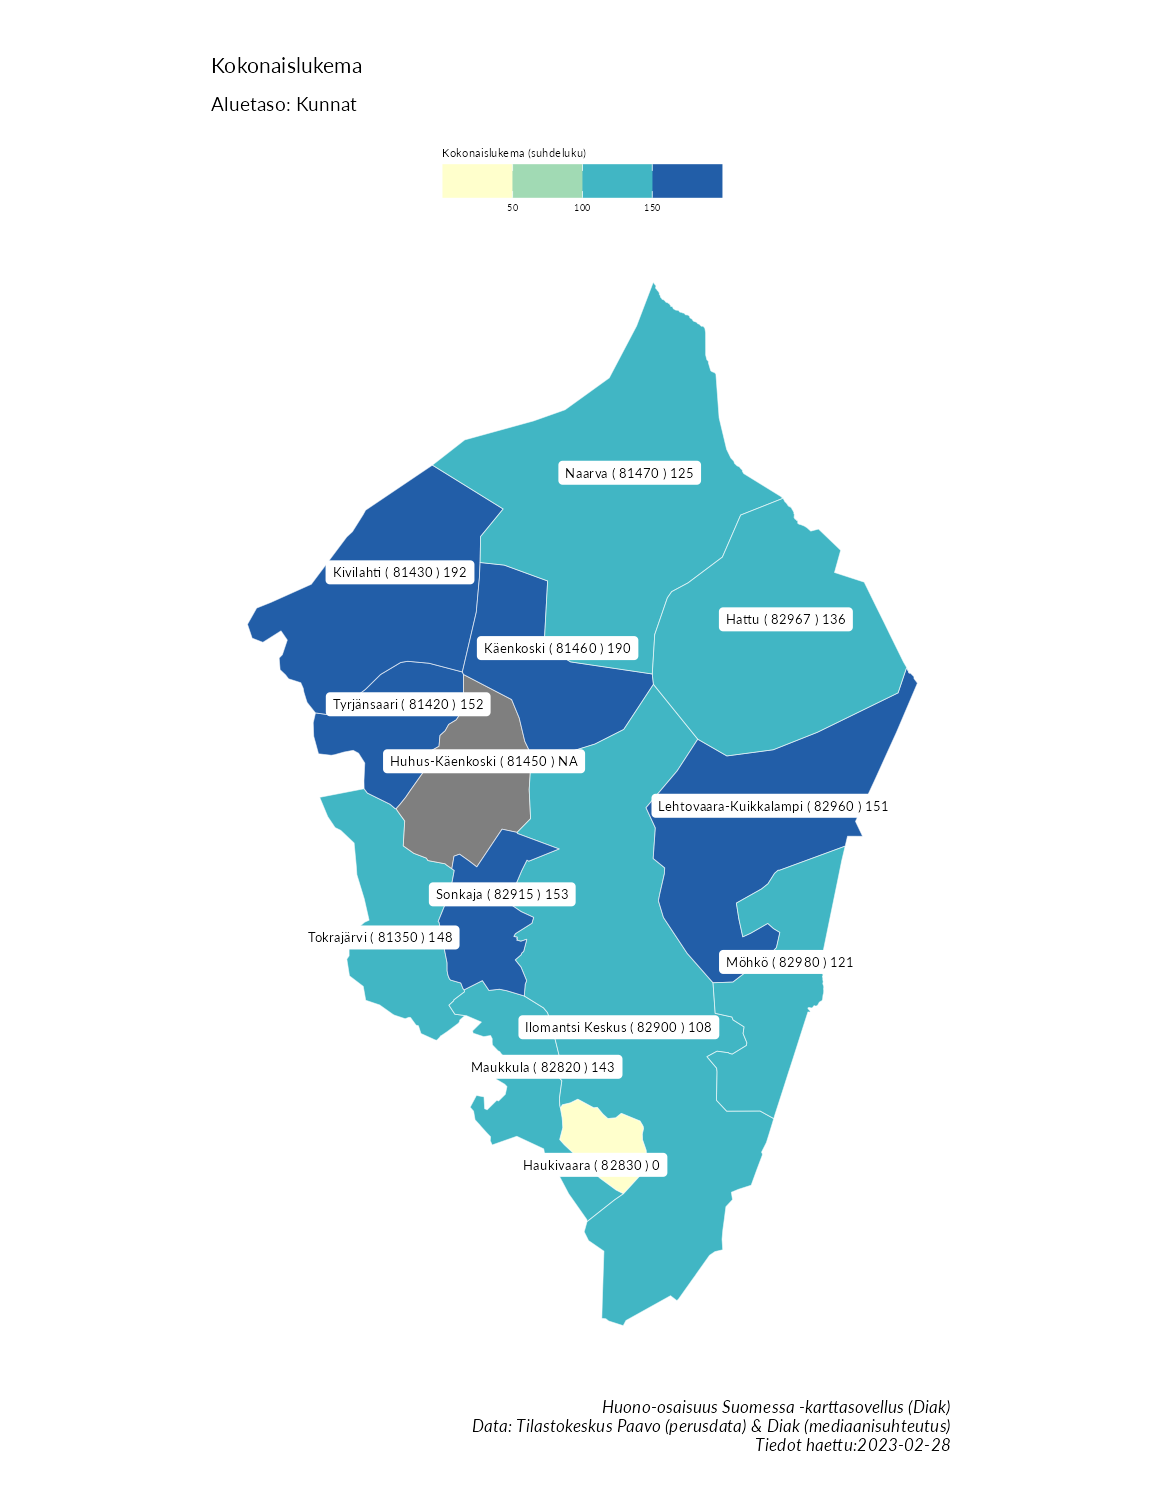 Kokonaislukema
Aluetaso: Kunnat
Kokonaislukema (suhdeluku)
50 100 150
Naarva ( 81470 ) 125
Kivilahti ( 81430 ) 192
Hattu ( 82967 ) 136
Käenkoski ( 81460 ) 190
Tyrjänsaari ( 81420 ) 152
Huhus-Käenkoski ( 81450 ) NA
Lehtovaara-Kuikkalampi ( 82960 ) 151
Sonkaja ( 82915 ) 153
Tokrajärvi ( 81350 ) 148
Möhkö ( 82980 ) 121
Ilomantsi Keskus ( 82900 ) 108
Maukkula ( 82820 ) 143
Haukivaara ( 82830 ) 0
Huono-osaisuus Suomessa -karttasovellus (Diak)
Data: Tilastokeskus Paavo (perusdata) & Diak (mediaanisuhteutus)
Tiedot haettu:2023-02-28